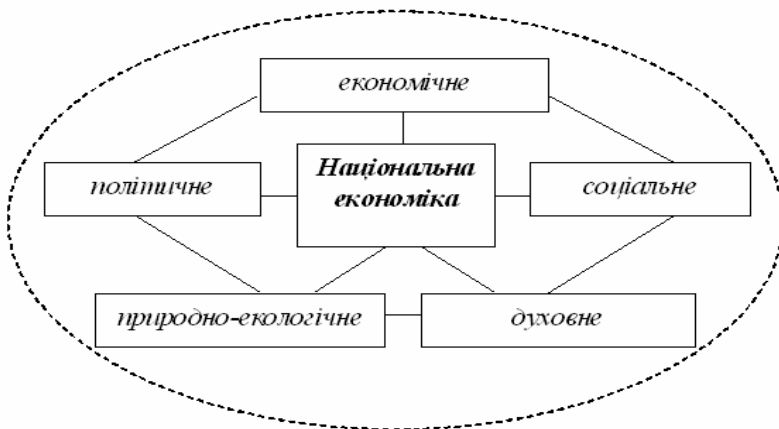 економічне
Національна
економіка
політичне
соціальне
природно-екологічне
духовне